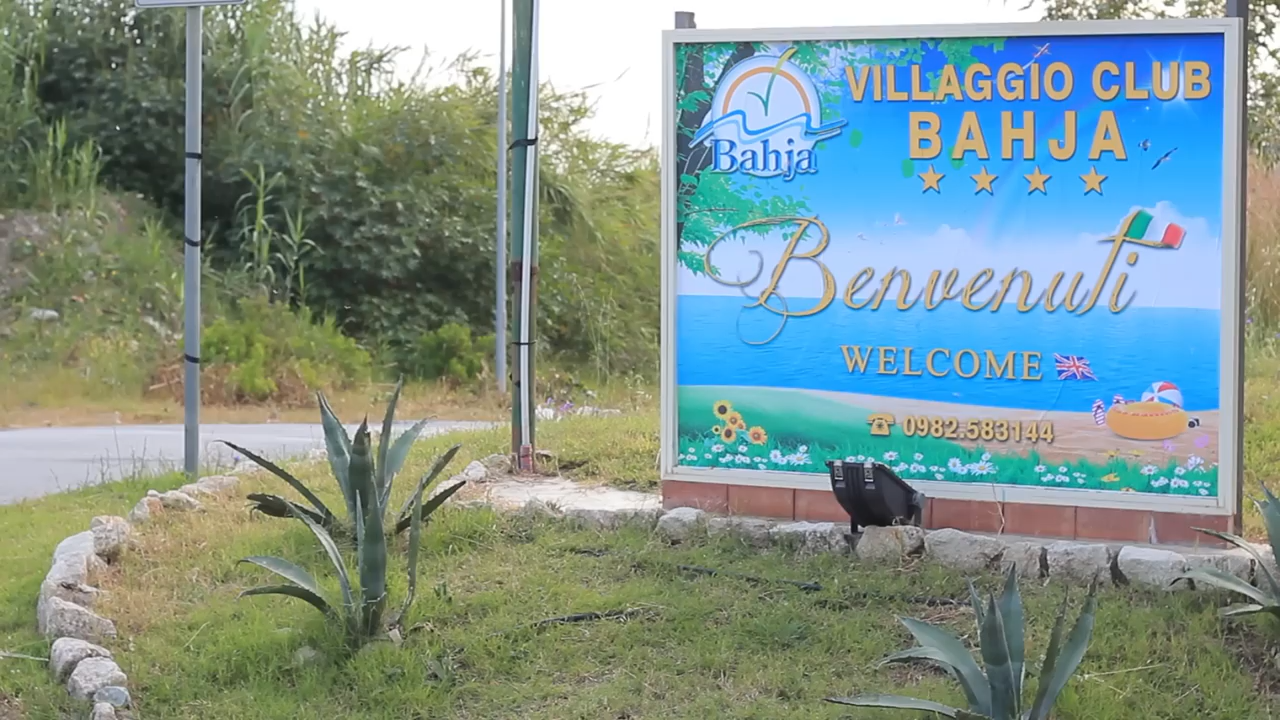 Bahja
VILLAGGIO CLUB
BAHJA
Benvenuti
WELCOME
0982.583144